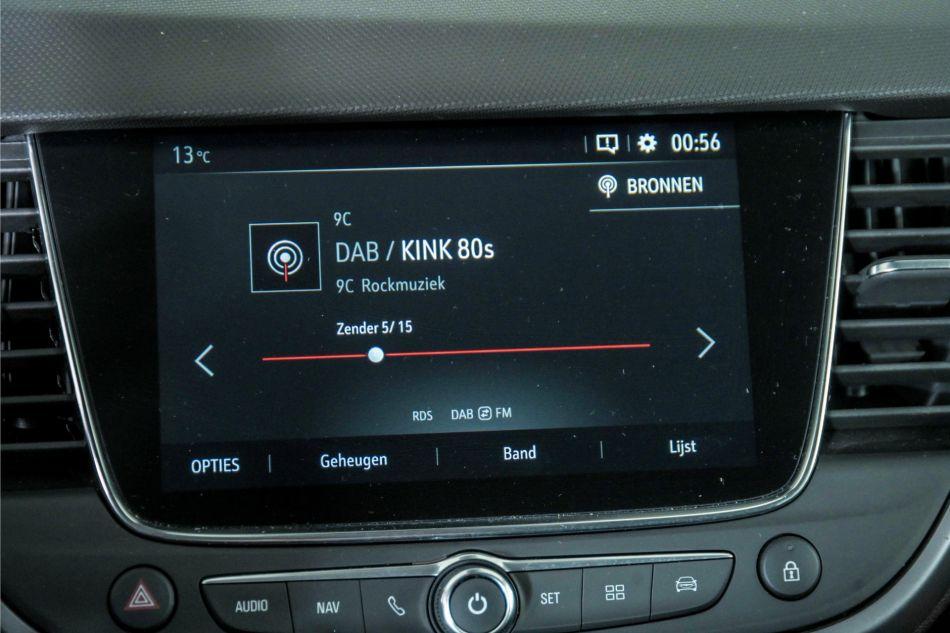 13°C 00:56
BRONNEN
9C
DAB / KINK 80s
9C Rockmuziek
Zender 5/15
RDS DAB FM
OPTIES | Geheugen | Band | Lijst
AUDIO NAV SET